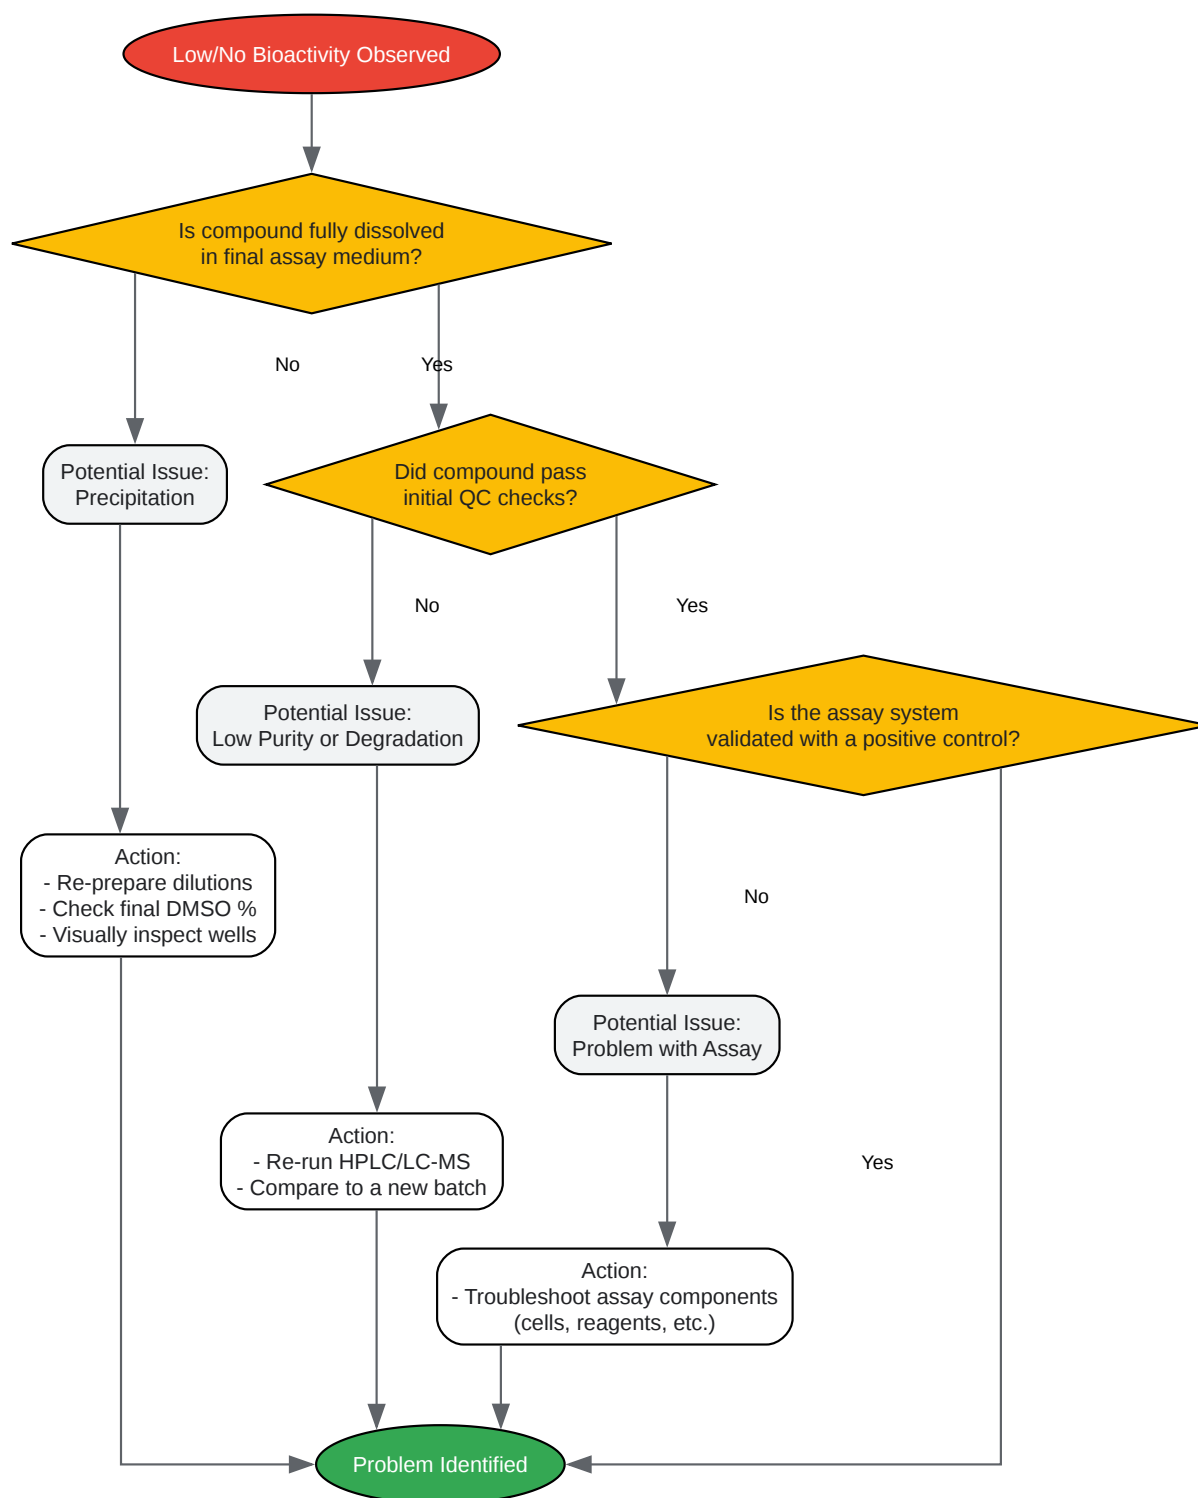 Low/No Bioactivity Observed
Is compound fully dissolved
in final assay medium?
No
Yes
Potential Issue:
Precipitation
Did compound pass
initial QC checks?
No
Yes
Potential Issue:
Low Purity or Degradation
Is the assay system
validated with a positive control?
Action:
- Re-prepare dilutions
- Check final DMSO %
- Visually inspect wells
No
Potential Issue:
Problem with Assay
Action:
- Re-run HPLC/LC-MS
- Compare to a new batch
Yes
Action:
- Troubleshoot assay components
(cells, reagents, etc.)
Problem Identified